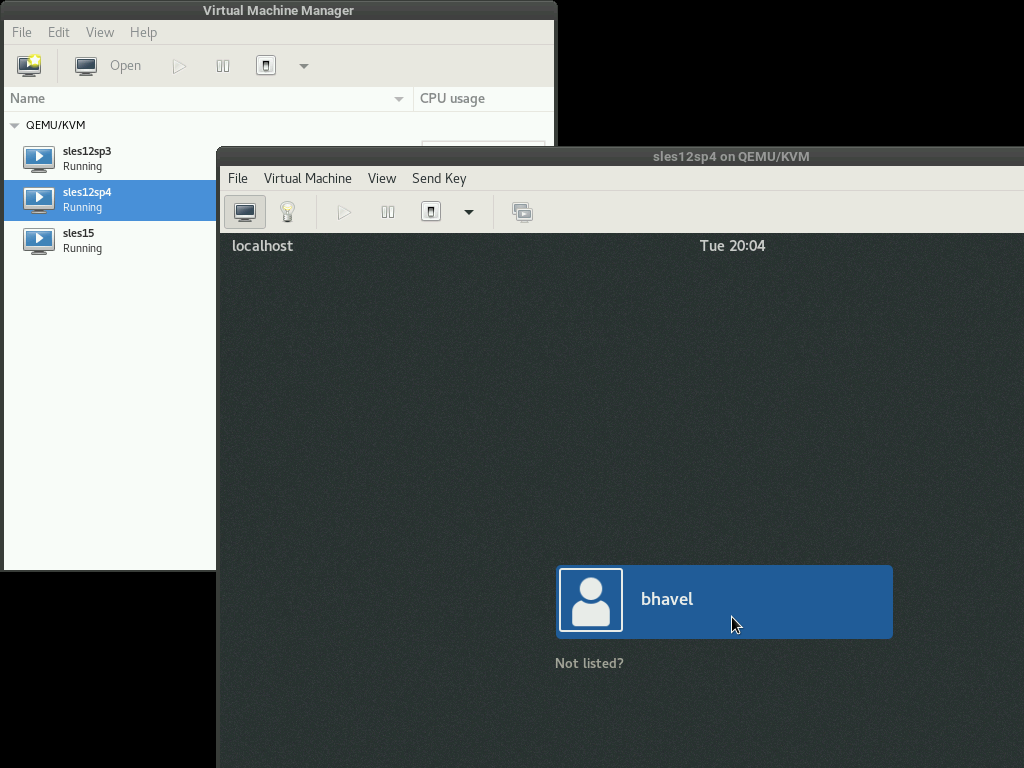 Virtual Machine Manager
File Edit View Help
Open
Name CPU usage
QEMU/KVM
sles12sp3
Running
sles12sp4
Running
sles15
Running
sles12sp4 on QEMU/KVM
File Virtual Machine View Send Key
localhost Tue 20:04
bhavel
Not listed?